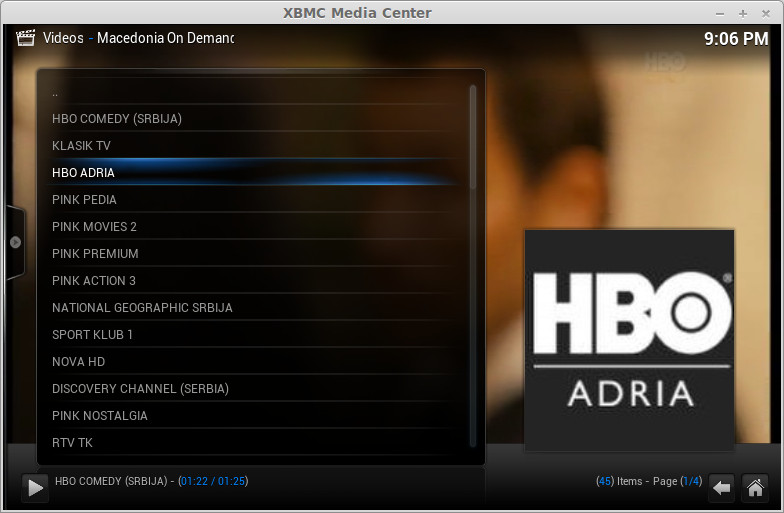 XBMC Media Center
Videos - Macedonia On Demand
9:06 PM
HBO
..
HBO COMEDY (SRBIJA)
KLASIK TV
HBO ADRIA
PINK PEDIA
PINK MOVIES 2
PINK PREMIUM
PINK ACTION 3
NATIONAL GEOGRAPHIC SRBIJA
SPORT KLUB 1
NOVA HD
DISCOVERY CHANNEL (SERBIA)
PINK NOSTALGIA
RTV TK
HBO®
ADRIA
HBO COMEDY (SRBIJA) - (01:22 / 01:25)
(45) Items - Page (1/4)